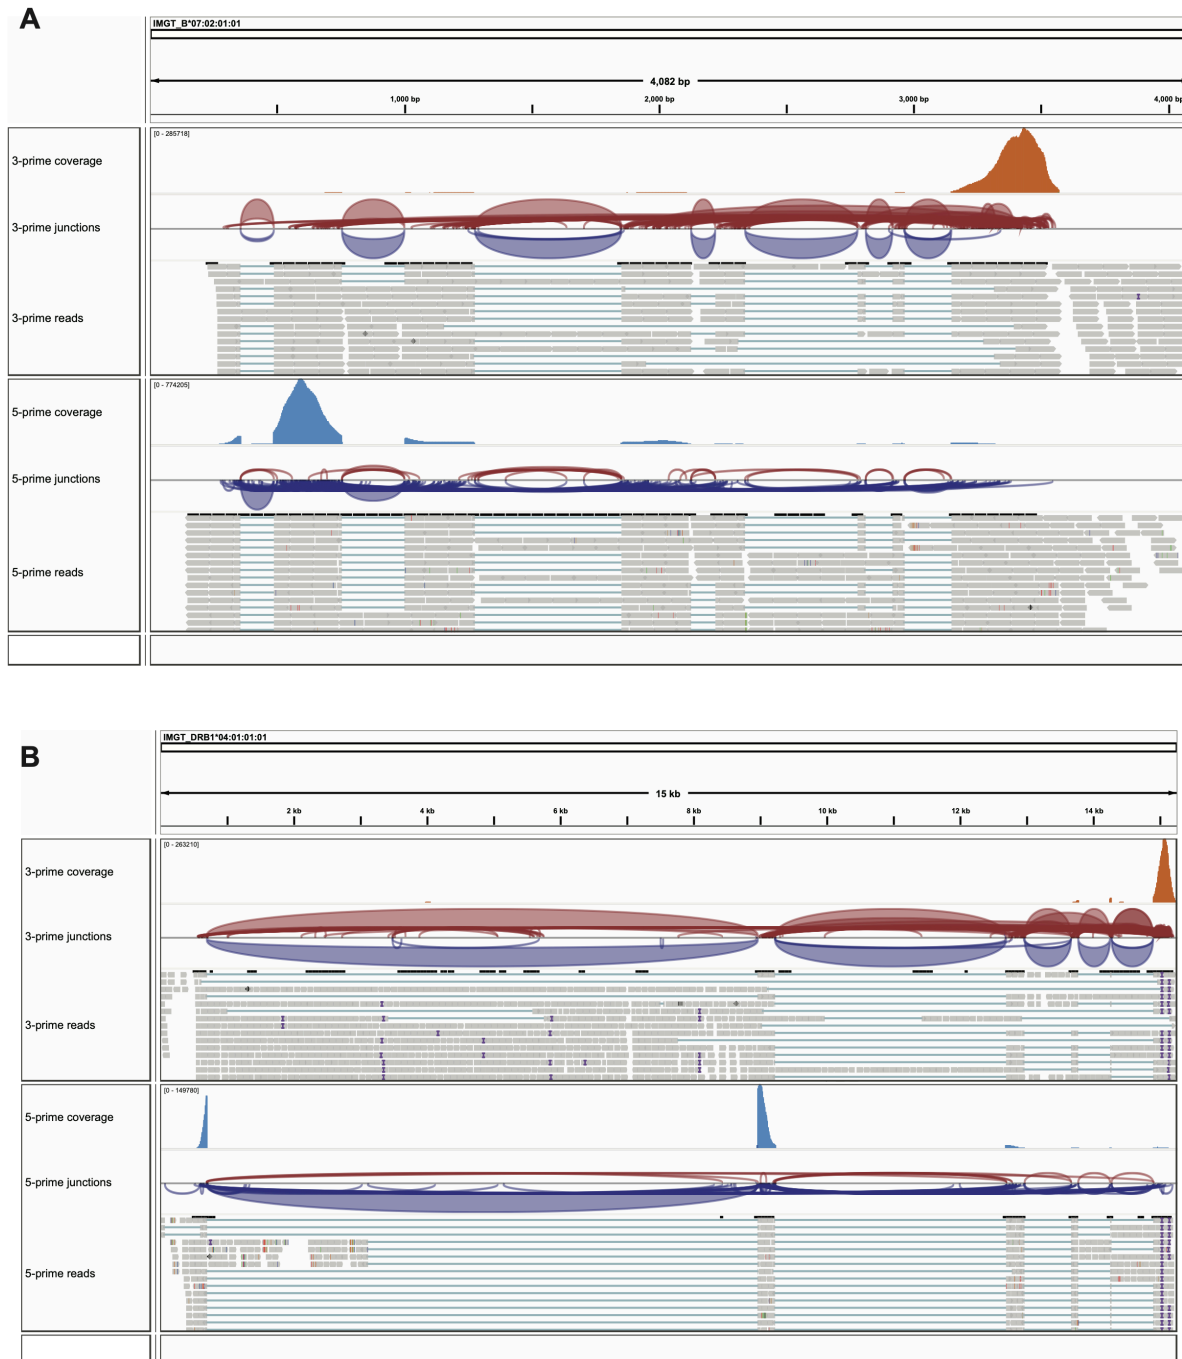 A
IMGT_B*07:02:01:01
4,082 bp
1,000 bp
2,000 bp
3,000 bp
4,000 bp
[0 - 285718]
3-prime coverage
3-prime junctions
3-prime reads
[0 - 774205]
5-prime coverage
5-prime junctions
5-prime reads
B
IMGT_DRB1*04:01:01:01
15 kb
2 kb
4 kb
6 kb
8 kb
10 kb
12 kb
14 kb
[0 - 263210]
3-prime coverage
3-prime junctions
3-prime reads
[0 - 149780]
5-prime coverage
5-prime junctions
5-prime reads